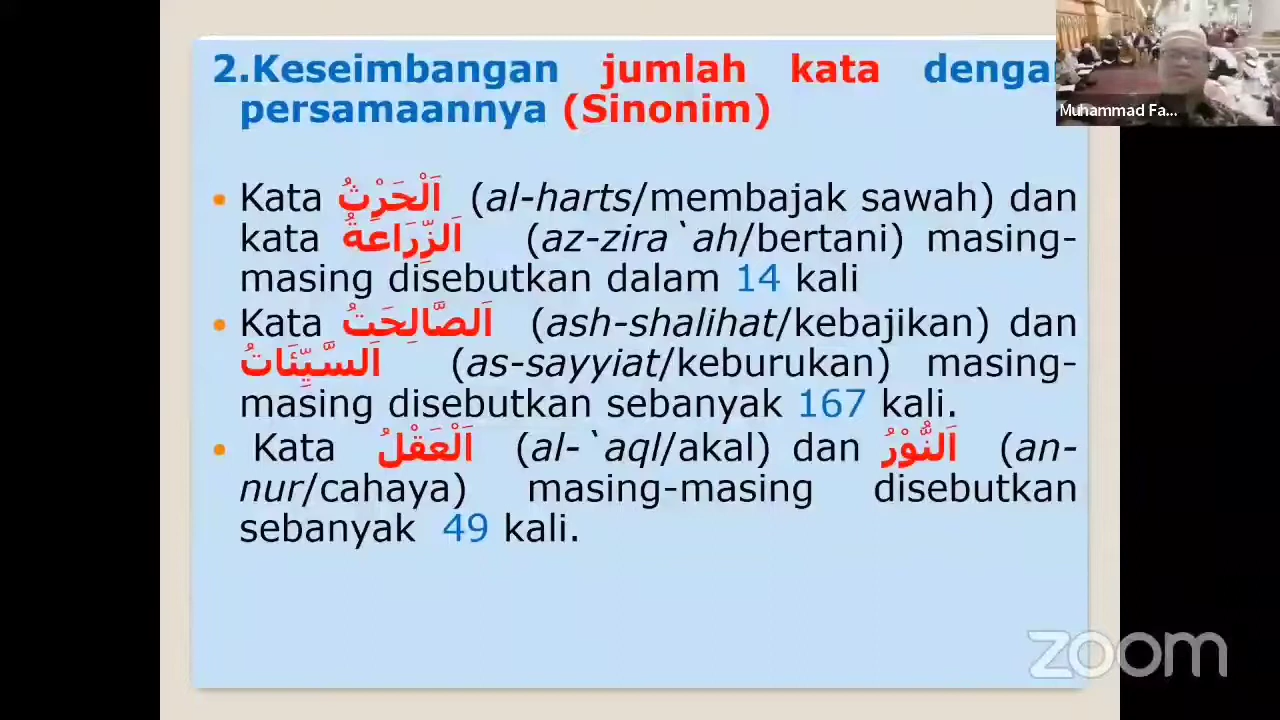 2.Keseimbangan jumlah kata dengan
persamaannya (Sinonim)
• Kata اَلْحَرْثُ (al-harts/membajak sawah) dan
kata اَلزِّرَاعَةُ (az-zira`ah/bertani) masing-
masing disebutkan dalam 14 kali
• Kata اَلصَّالِحَتُ (ash-shalihat/kebajikan) dan
اَلسَّيِّئَاتُ (as-sayyiat/keburukan) masing-
masing disebutkan sebanyak 167 kali.
• Kata اَلْعَقْلُ (al-`aql/akal) dan اَلنُّوْرُ (an-
nur/cahaya) masing-masing disebutkan
sebanyak 49 kali.
Muhammad Fa...
zoom